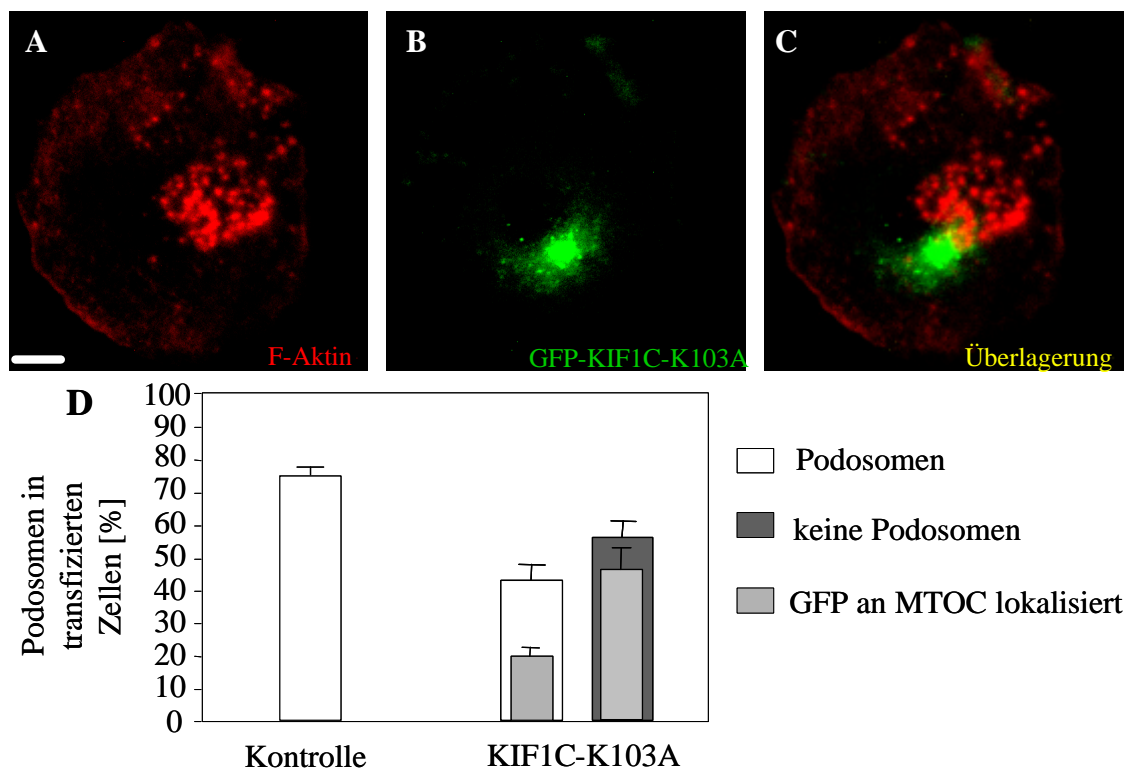 A
B
C
F-Aktin
GFP-KIF1C-K103A
Überlagerung
D
Podosomen in
transfizierten
Zellen [%]
100
90
80
70
60
50
40
30
20
10
0
Kontrolle
KIF1C-K103A
Podosomen
keine Podosomen
GFP an MTOC lokalisiert